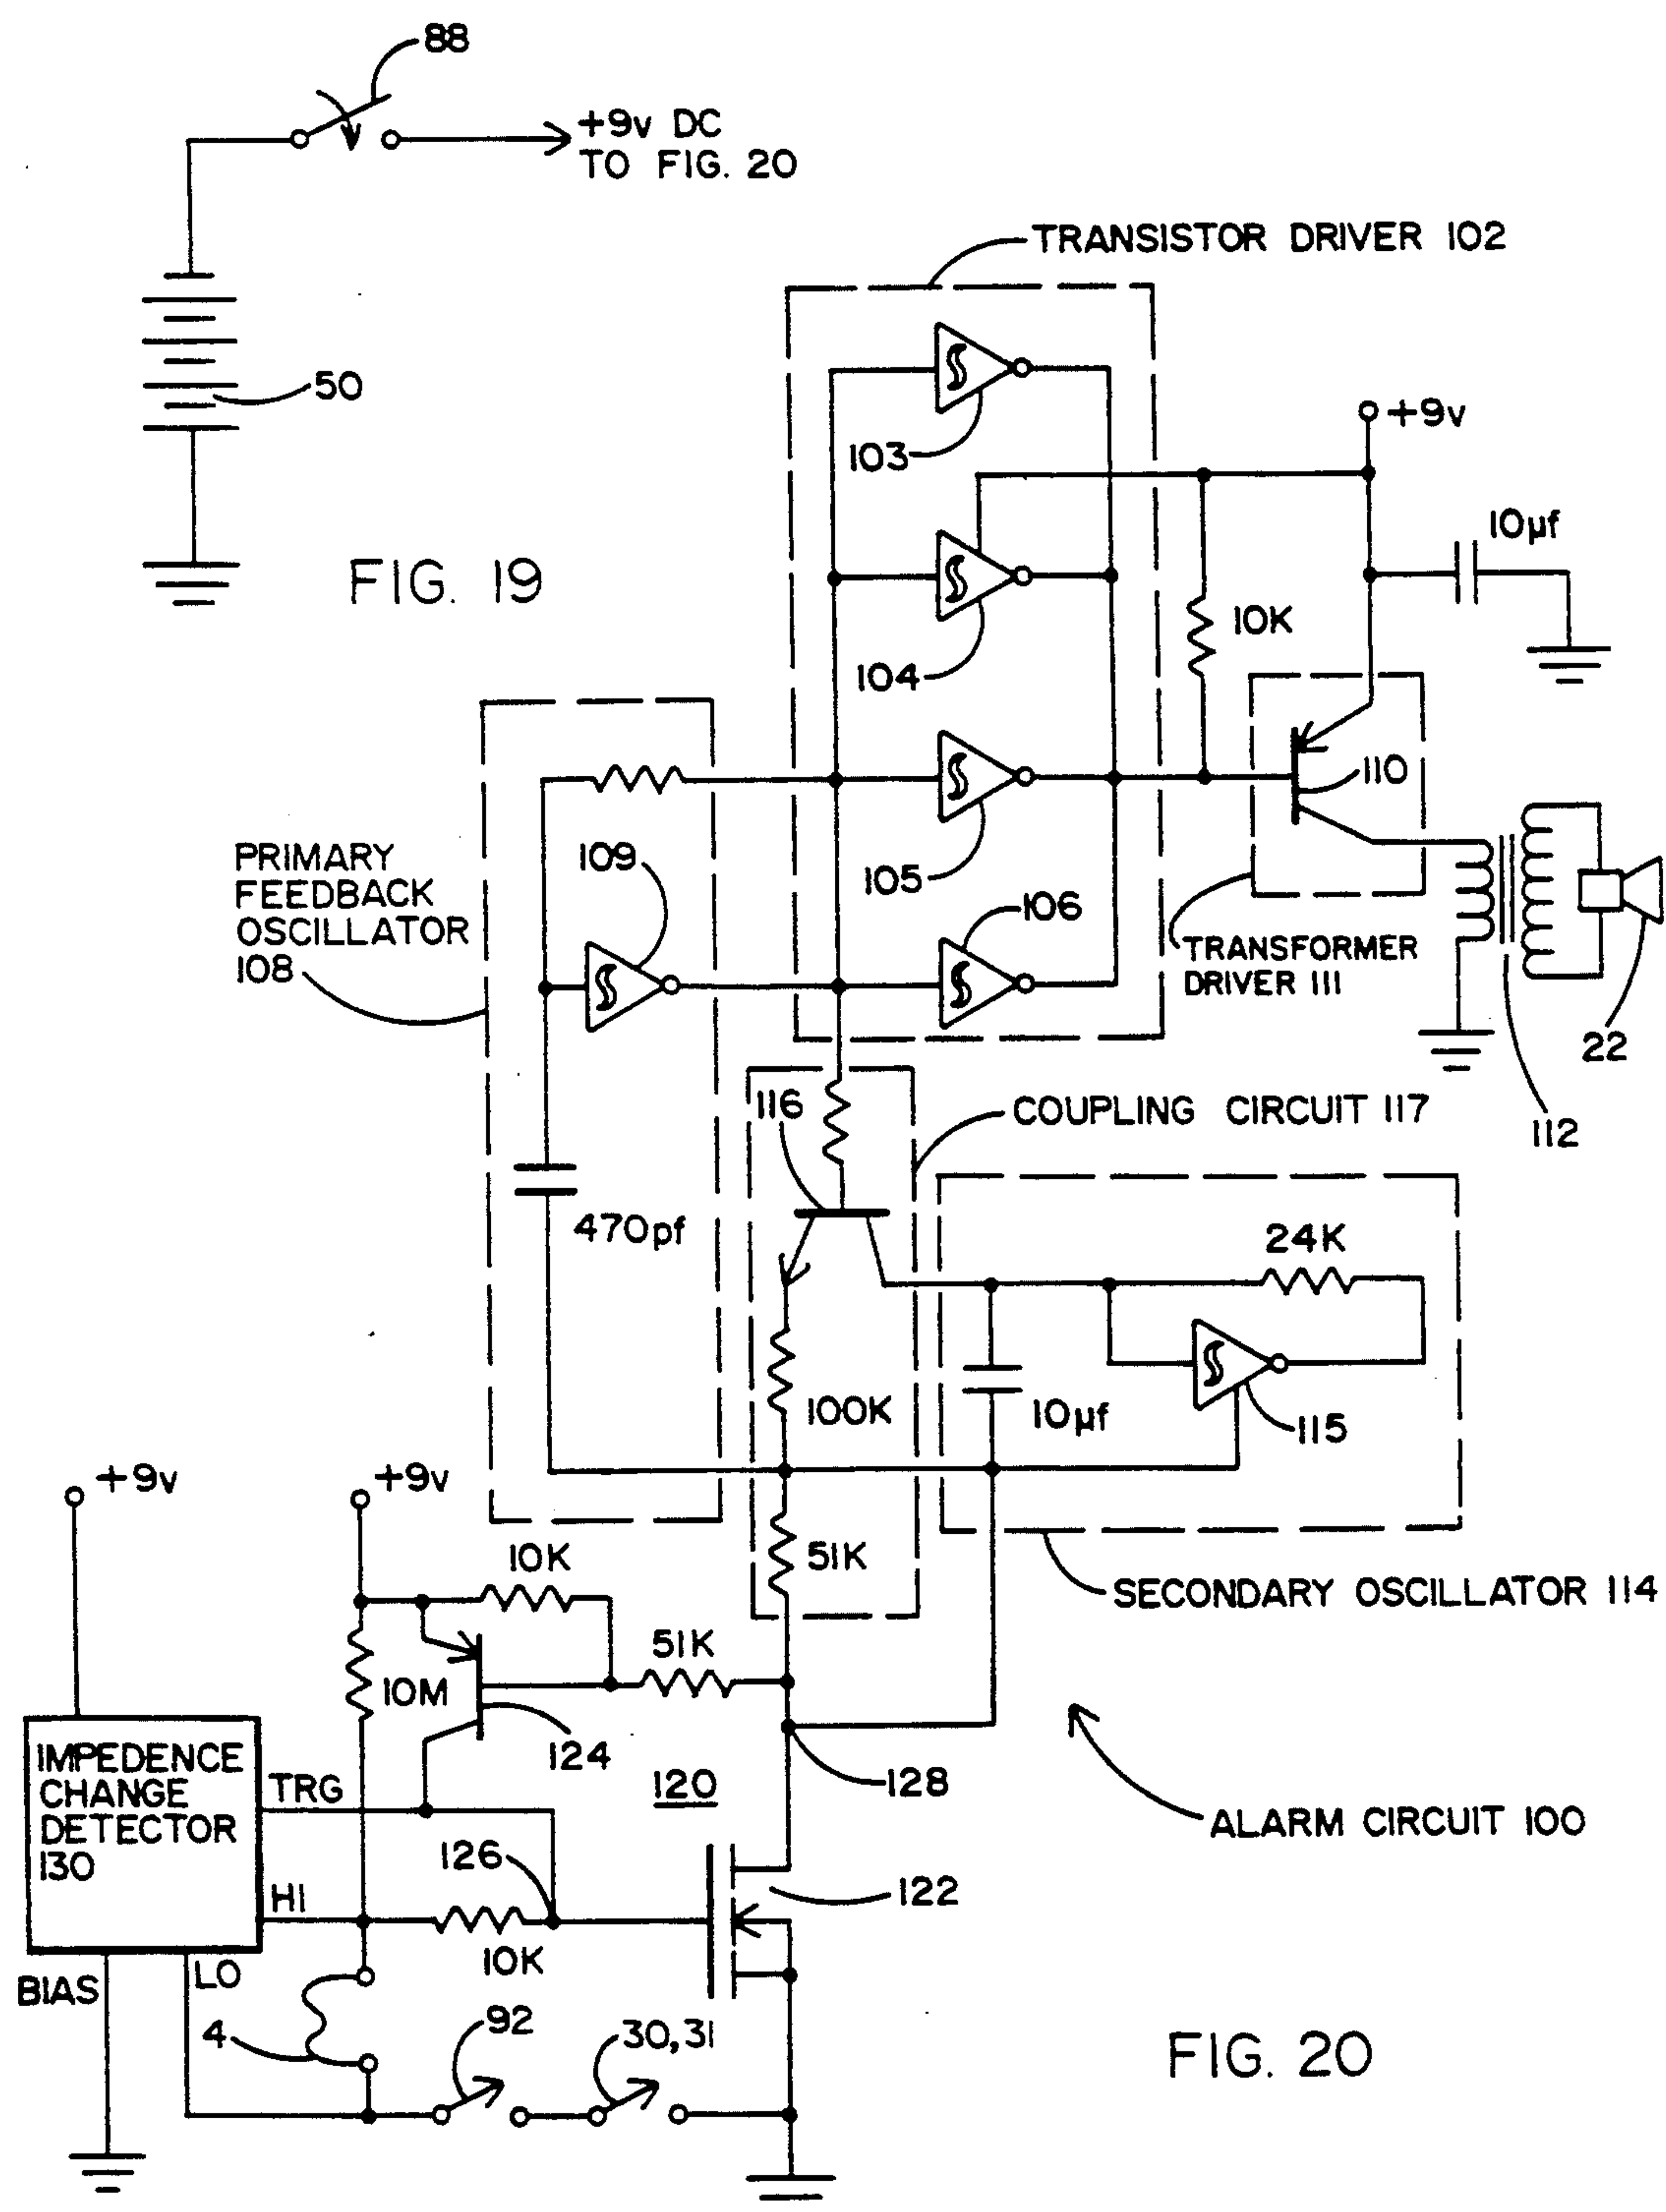 88
+9v DC
TO FIG. 20
50
FIG. 19
TRANSISTOR DRIVER 102
103
+9v
10µf
104
10K
110
105
106
PRIMARY
FEEDBACK
OSCILLATOR
108
109
TRANSFORMER
DRIVER 111
22
112
116
COUPLING CIRCUIT 117
470pf
24K
100K
10µf
115
+9v
+9v
10K
51K
SECONDARY OSCILLATOR 114
51K
10M
124
120
128
IMPEDENCE
CHANGE
DETECTOR
130
TRG
126
ALARM CIRCUIT 100
HI
122
10K
BIAS
LO
4
92
30,31
FIG. 20